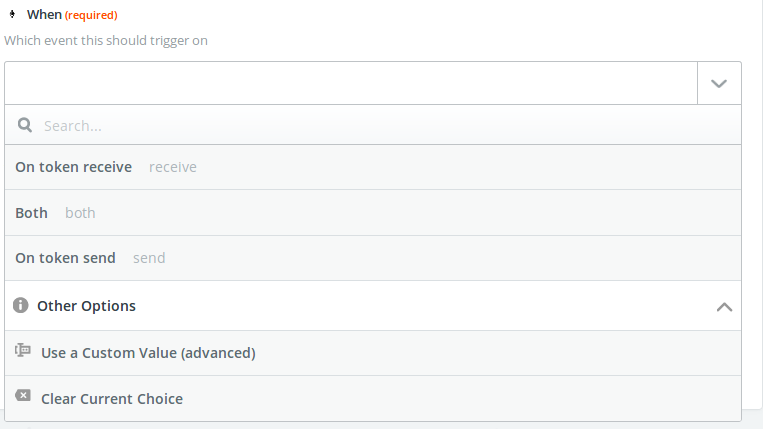 When (required)
Which event this should trigger on
Search...
On token receive receive
Both both
On token send send
Other Options
Use a Custom Value (advanced)
Clear Current Choice